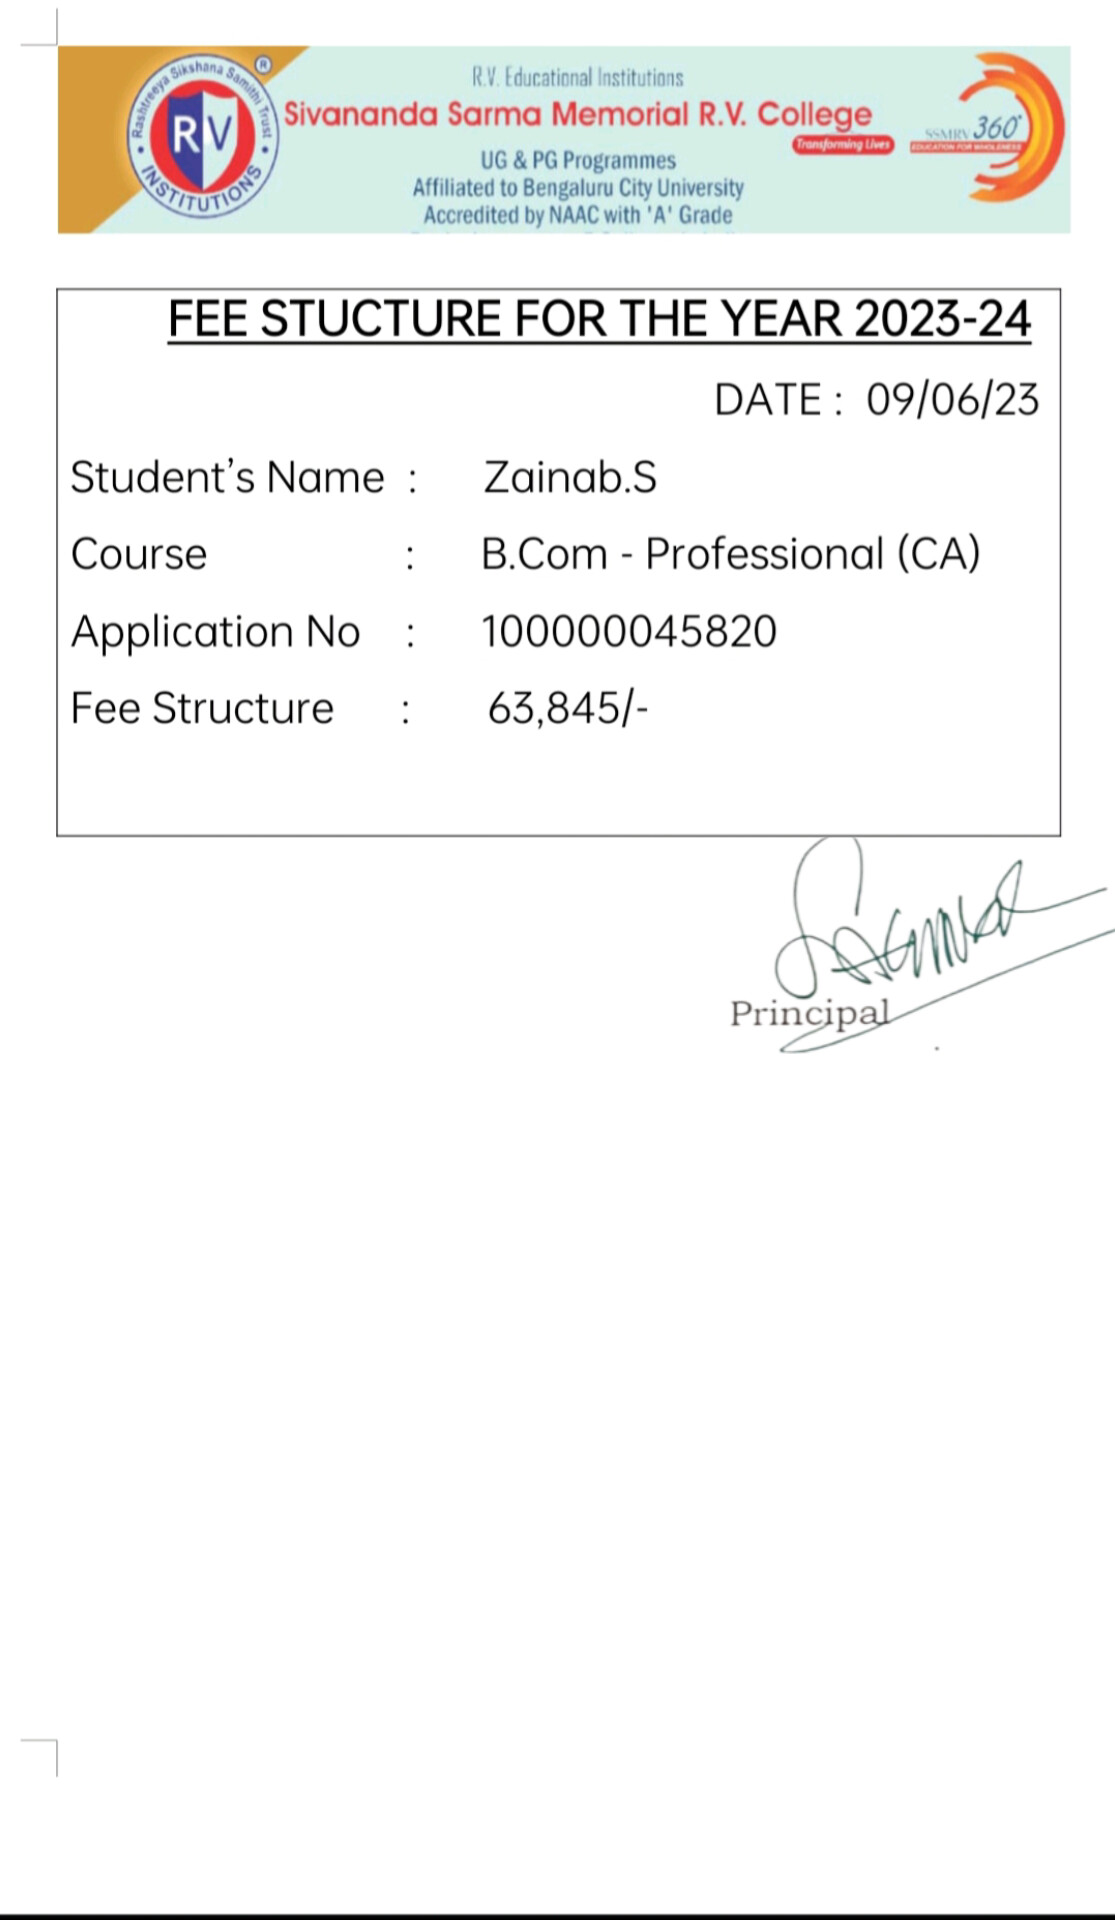 Rashtreeya Sikshana Samithi Trust
INSTITUTIONS
RV
®
R.V. Educational Institutions
Sivananda Sarma Memorial R.V. College
Transforming Lives
UG & PG Programmes
Affiliated to Bengaluru City University
Accredited by NAAC with 'A' Grade
SSMRV 360°
EDUCATION FOR WHOLENESS
FEE STUCTURE FOR THE YEAR 2023-24
DATE : 09/06/23
Student’s Name : Zainab.S
Course : B.Com - Professional (CA)
Application No : 100000045820
Fee Structure : 63,845/-
Principal